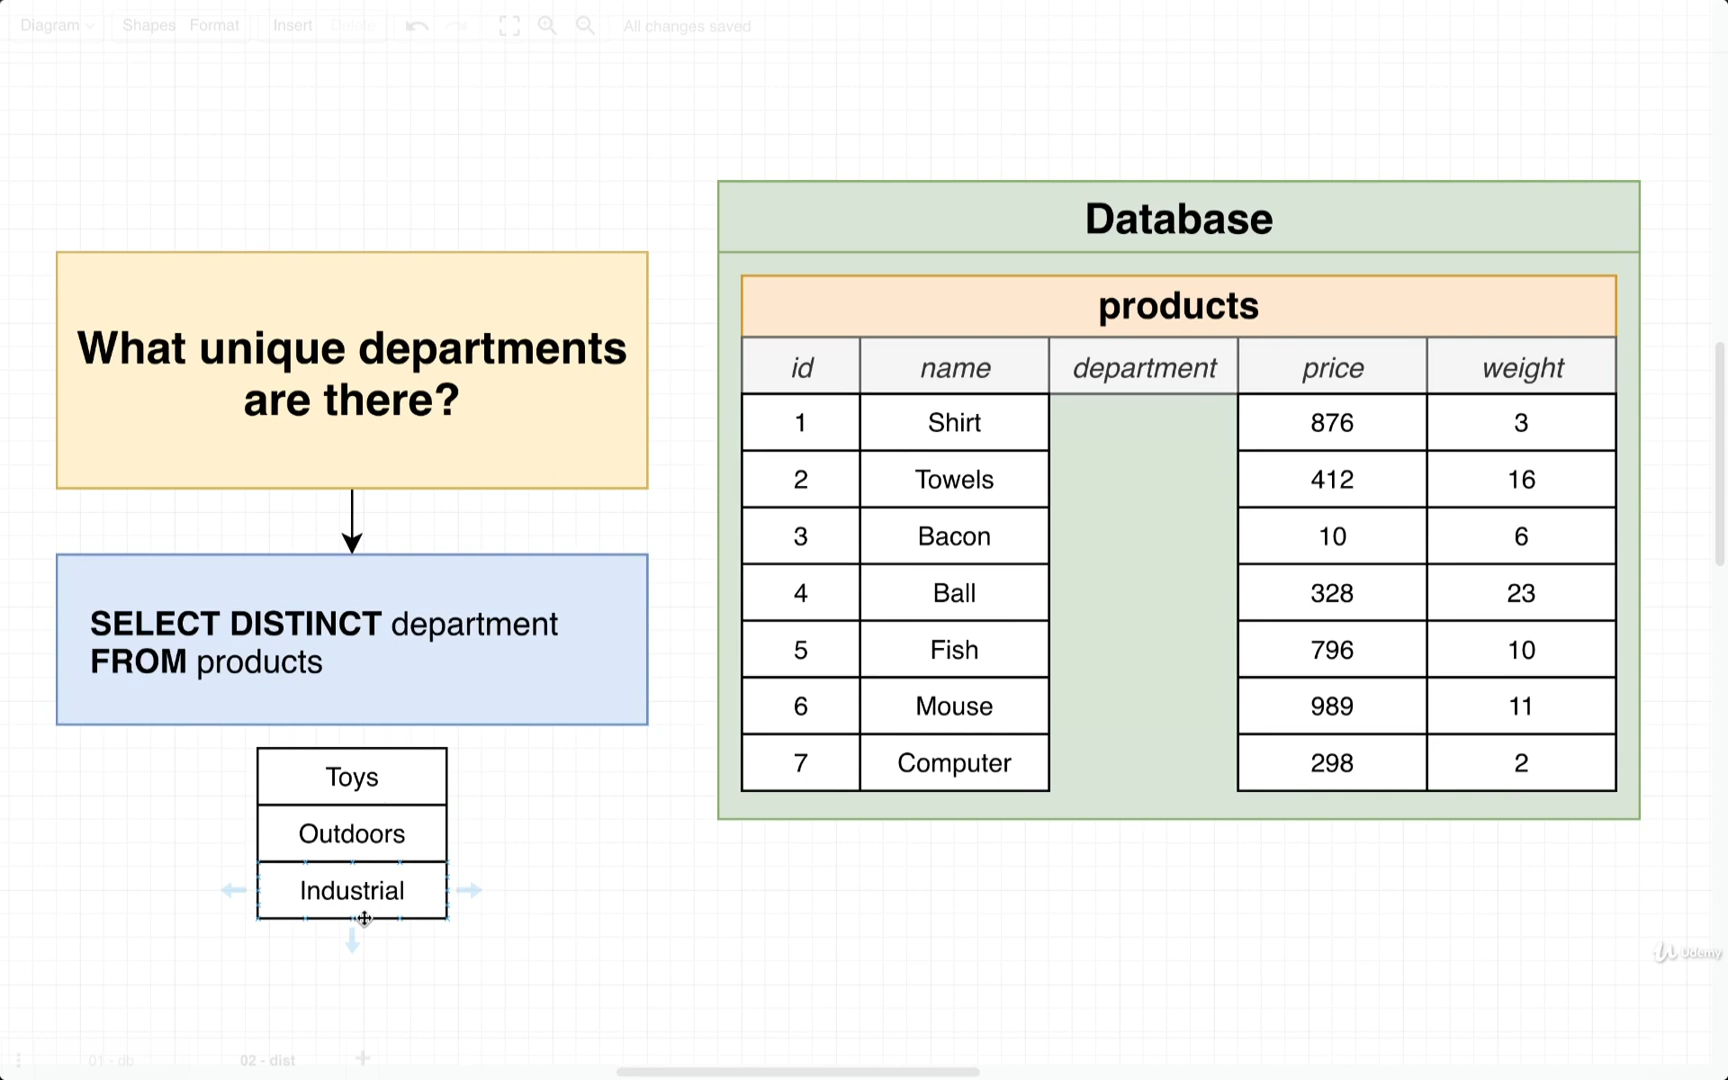 Diagram Shapes Format Insert Delete All changes saved
What unique departments
are there?
SELECT DISTINCT department
FROM products
Toys
Outdoors
Industrial
Database
products
id name department price weight
1 Shirt 876 3
2 Towels 412 16
3 Bacon 10 6
4 Ball 328 23
5 Fish 796 10
6 Mouse 989 11
7 Computer 298 2
Udemy
01 - db 02 - dist